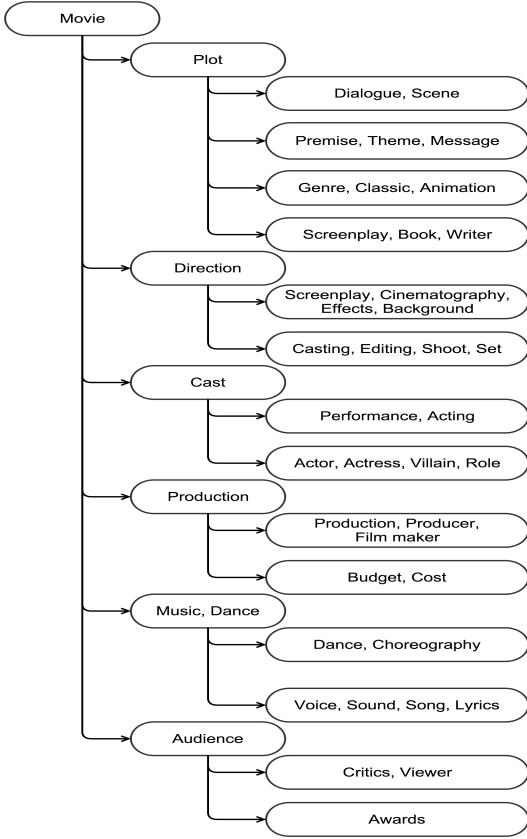 Movie
Plot
Dialogue, Scene
Premise, Theme, Message
Genre, Classic, Animation
Screenplay, Book, Writer
Direction
Screenplay, Cinematography,
Effects, Background
Casting, Editing, Shoot, Set
Cast
Performance, Acting
Actor, Actress, Villain, Role
Production
Production, Producer,
Film maker
Budget, Cost
Music, Dance
Dance, Choreography
Voice, Sound, Song, Lyrics
Audience
Critics, Viewer
Awards